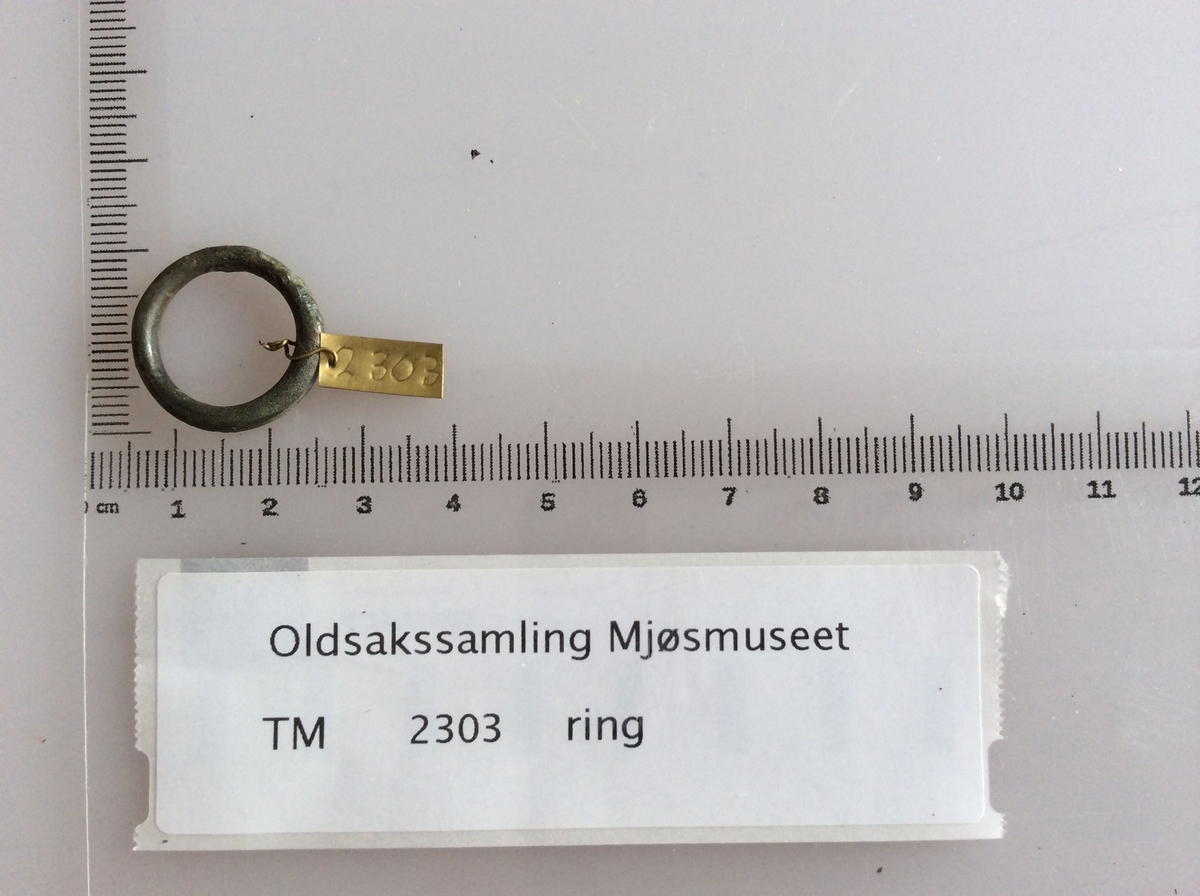 2303
0 cm 1 2 3 4 5 6 7 8 9 10 11 12
Oldsakssamling Mjøsmuseet
TM 2303 ring